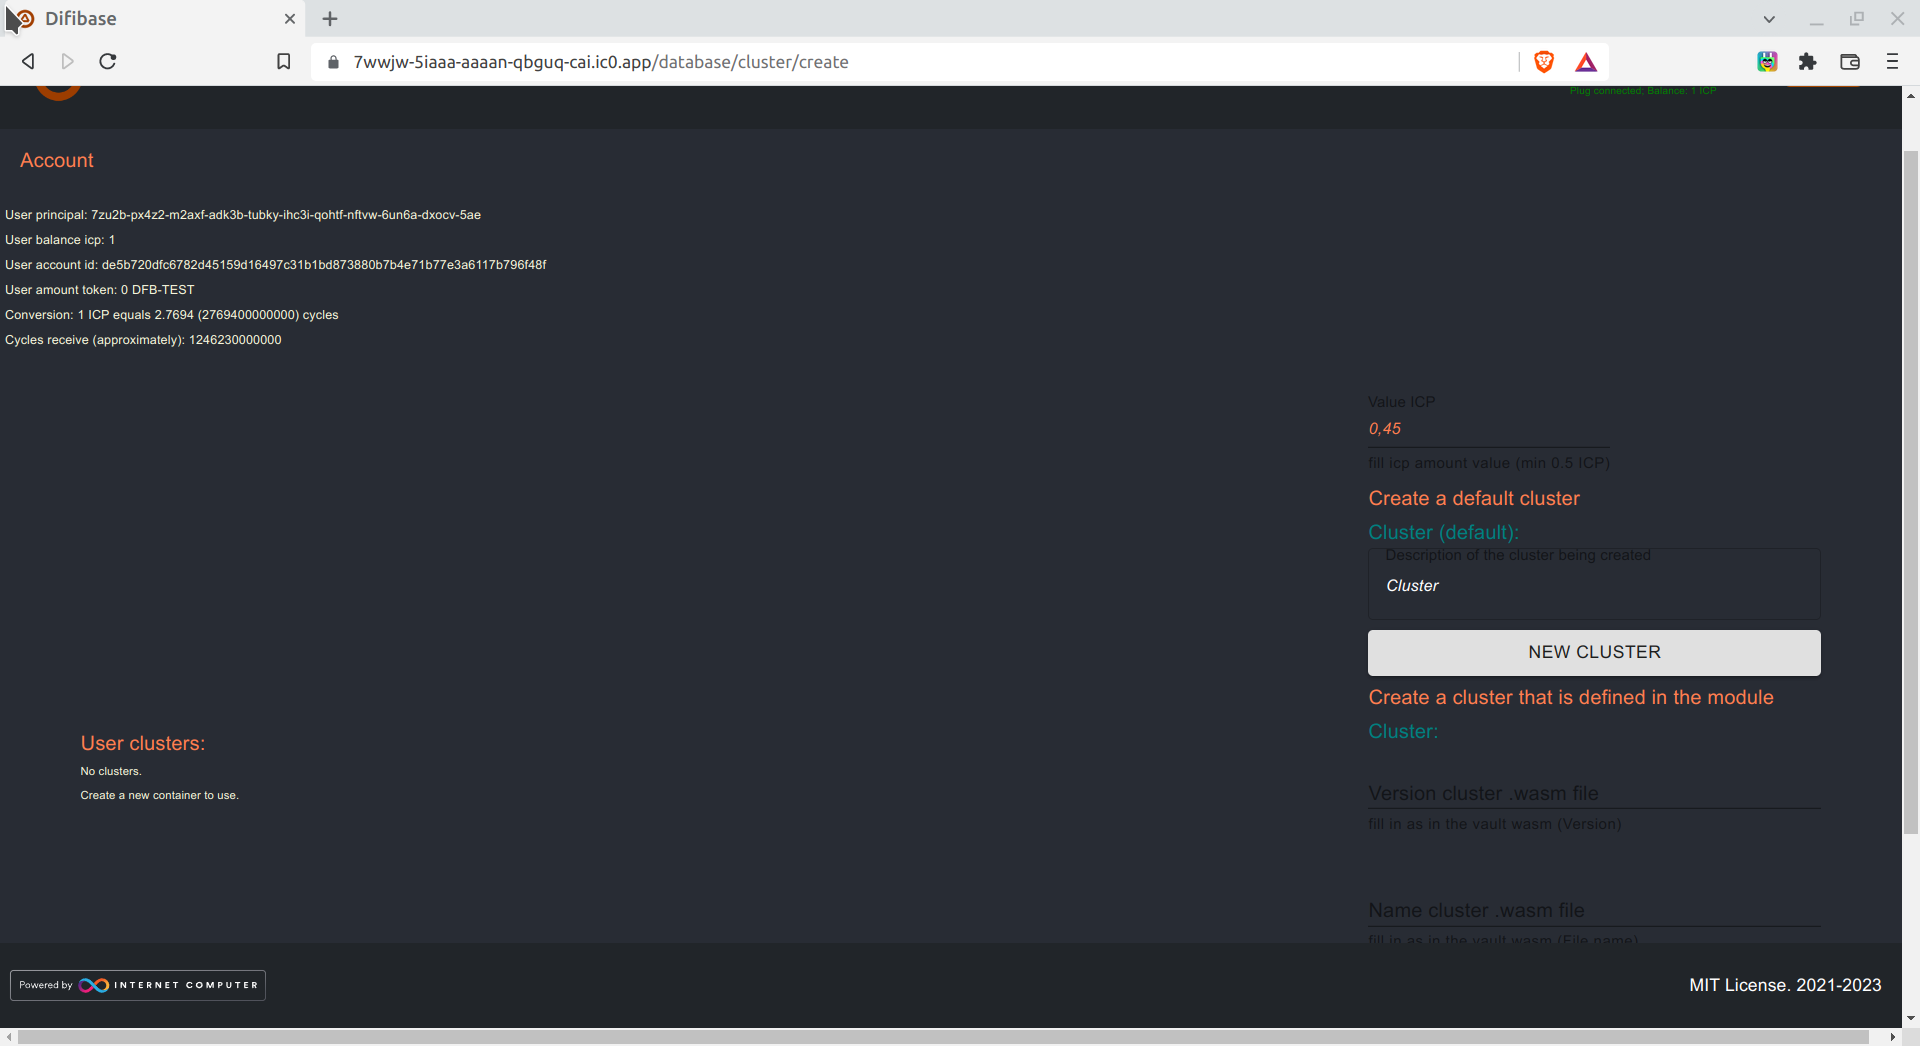 Difibase
7wwjw-5iaaa-aaaan-qbguq-cai.ic0.app/database/cluster/create
Plug connected; Balance: 1 ICP
Account
User principal: 7zu2b-px4z2-m2axf-adk3b-tubky-ihc3i-qohtf-nftvw-6un6a-dxocv-5ae
User balance icp: 1
User account id: de5b720dfc6782d45159d16497c31b1bd873880b7b4e71b77e3a6117b796f48f
User amount token: 0 DFB-TEST
Conversion: 1 ICP equals 2.7694 (2769400000000) cycles
Cycles receive (approximately): 1246230000000
Value ICP
0,45
fill icp amount value (min 0.5 ICP)
Create a default cluster
Cluster (default):
Description of the cluster being created
Cluster
NEW CLUSTER
Create a cluster that is defined in the module
Cluster:
User clusters:
No clusters.
Create a new container to use.
Version cluster .wasm file
fill in as in the vault wasm (Version)
Name cluster .wasm file
fill in as in the vault wasm (File name)
Powered by INTERNET COMPUTER
MIT License. 2021-2023